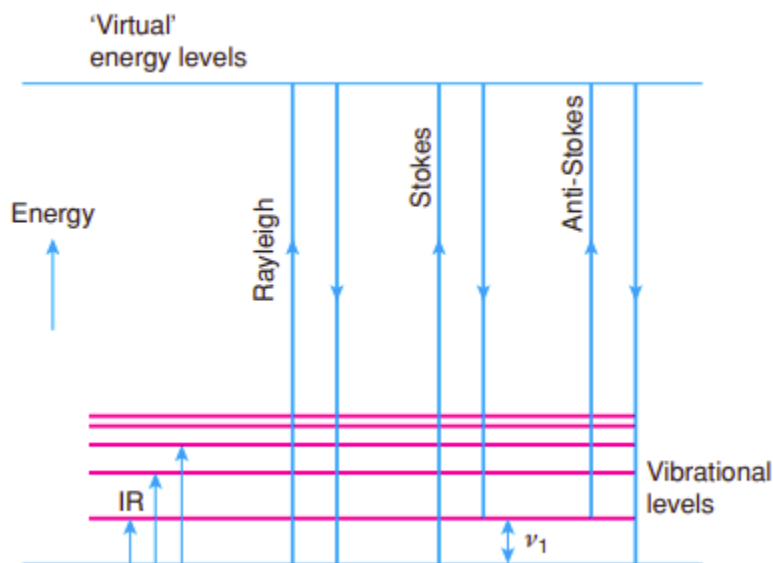 ‘Virtual’
energy levels
Energy
Rayleigh
Stokes
Anti-Stokes
IR
Vibrational
levels
ν₁